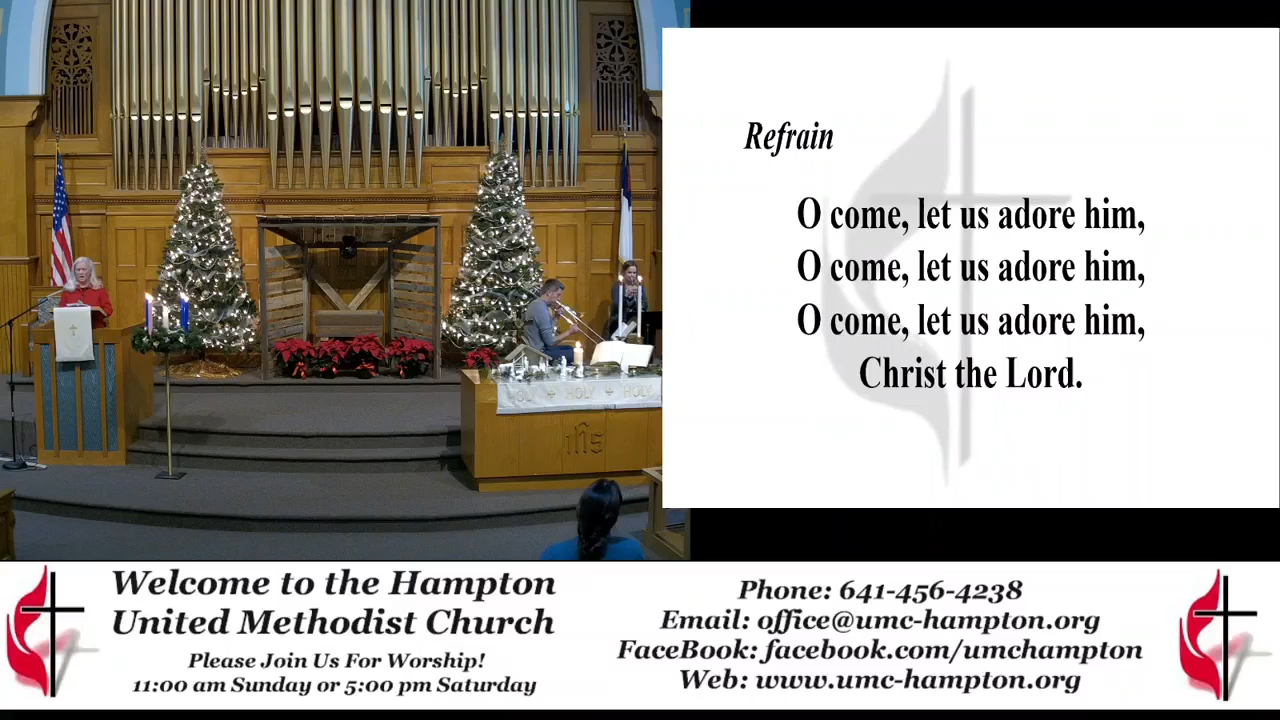 Refrain
O come, let us adore him,
O come, let us adore him,
O come, let us adore him,
Christ the Lord.
HOLY HOLY
ihs
Welcome to the Hampton
United Methodist Church
Please Join Us For Worship!
11:00 am Sunday or 5:00 pm Saturday
Phone: 641-456-4238
Email: office@umc-hampton.org
FaceBook: facebook.com/umchampton
Web: www.umc-hampton.org